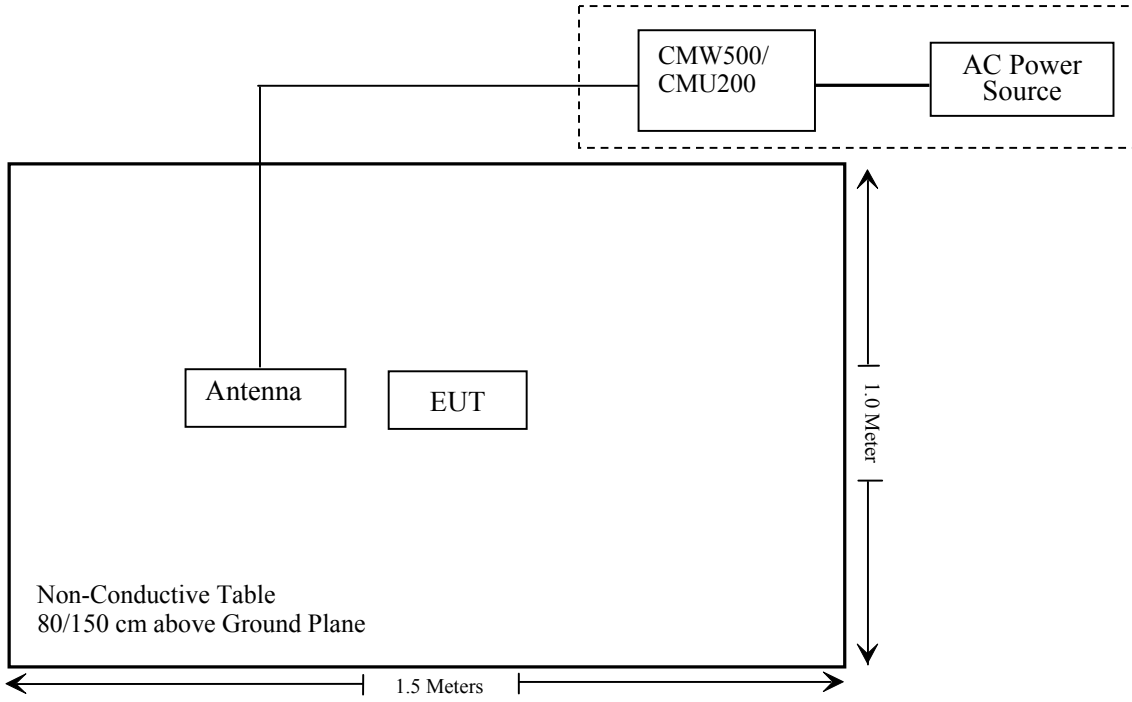 CMW500/
CMU200
AC Power
Source
Antenna
EUT
1.0 Meter
Non-Conductive Table
80/150 cm above Ground Plane
1.5 Meters